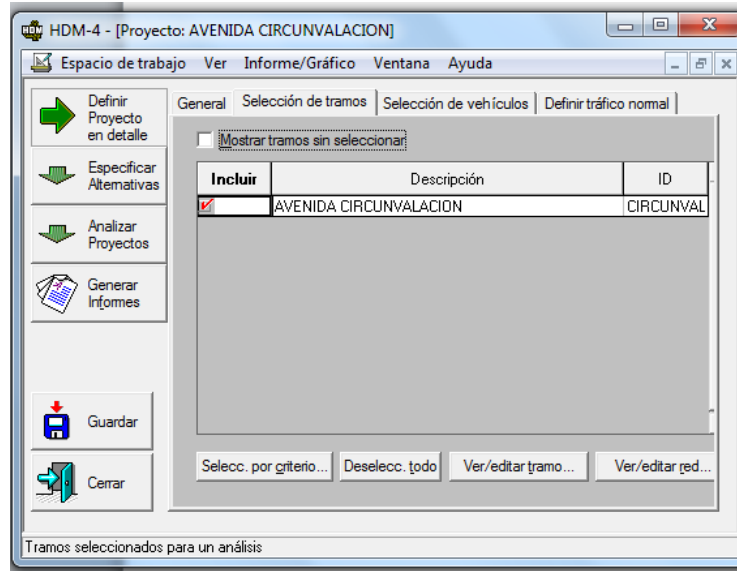 HDM-4 - [Proyecto: AVENIDA CIRCUNVALACION]
Espacio de trabajo Ver Informe/Gráfico Ventana Ayuda
Definir
Proyecto
en detalle
Especificar
Alternativas
Analizar
Proyectos
Generar
Informes
Guardar
Cerrar
General Selección de tramos Selección de vehículos Definir tráfico normal
Mostrar tramos sin seleccionar
Incluir Descripción ID
AVENIDA CIRCUNVALACION CIRCUNVAL
Selecc. por criterio... Deselecc. todo Ver/editar tramo... Ver/editar red...
Tramos seleccionados para un análisis